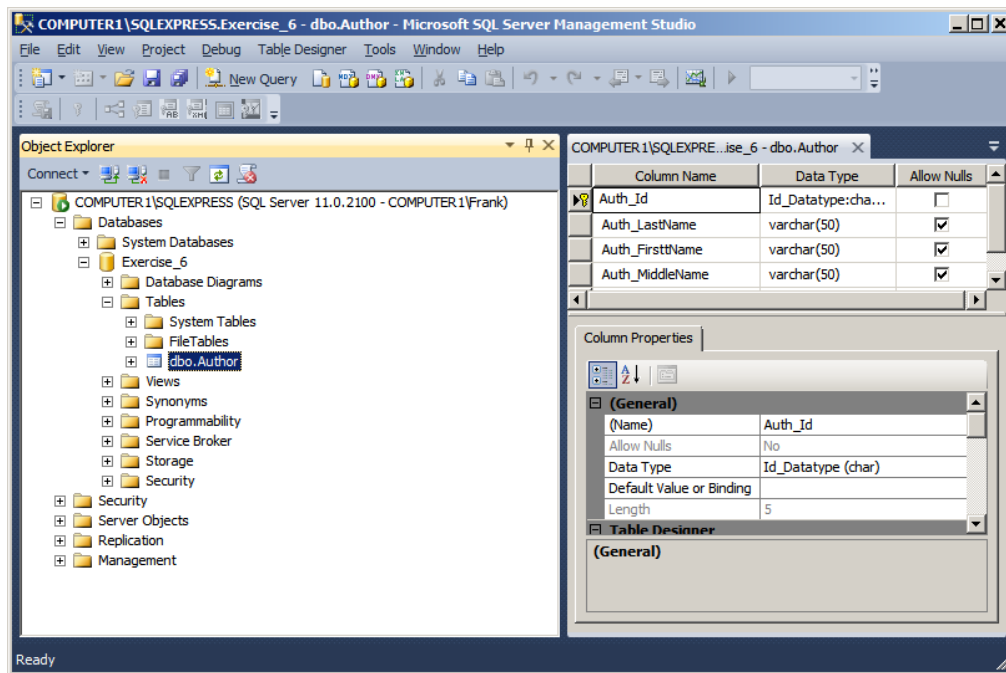 COMPUTER1\SQLEXPRESS.Exercise_6 - dbo.Author - Microsoft SQL Server Management Studio
File Edit View Project Debug Table Designer Tools Window Help
New Query
Object Explorer
Connect
COMPUTER1\SQLEXPRESS (SQL Server 11.0.2100 - COMPUTER1\Frank)
Databases
System Databases
Exercise_6
Database Diagrams
Tables
System Tables
FileTables
dbo.Author
Views
Synonyms
Programmability
Service Broker
Storage
Security
Security
Server Objects
Replication
Management
COMPUTER1\SQLEXPRE...ise_6 - dbo.Author
Column Name Data Type Allow Nulls
Auth_Id Id_Datatype:cha...
Auth_LastName varchar(50)
Auth_FirsttName varchar(50)
Auth_MiddleName varchar(50)
Column Properties
(General)
(Name) Auth_Id
Allow Nulls No
Data Type Id_Datatype (char)
Default Value or Binding
Length 5
Table Designer
(General)
Ready